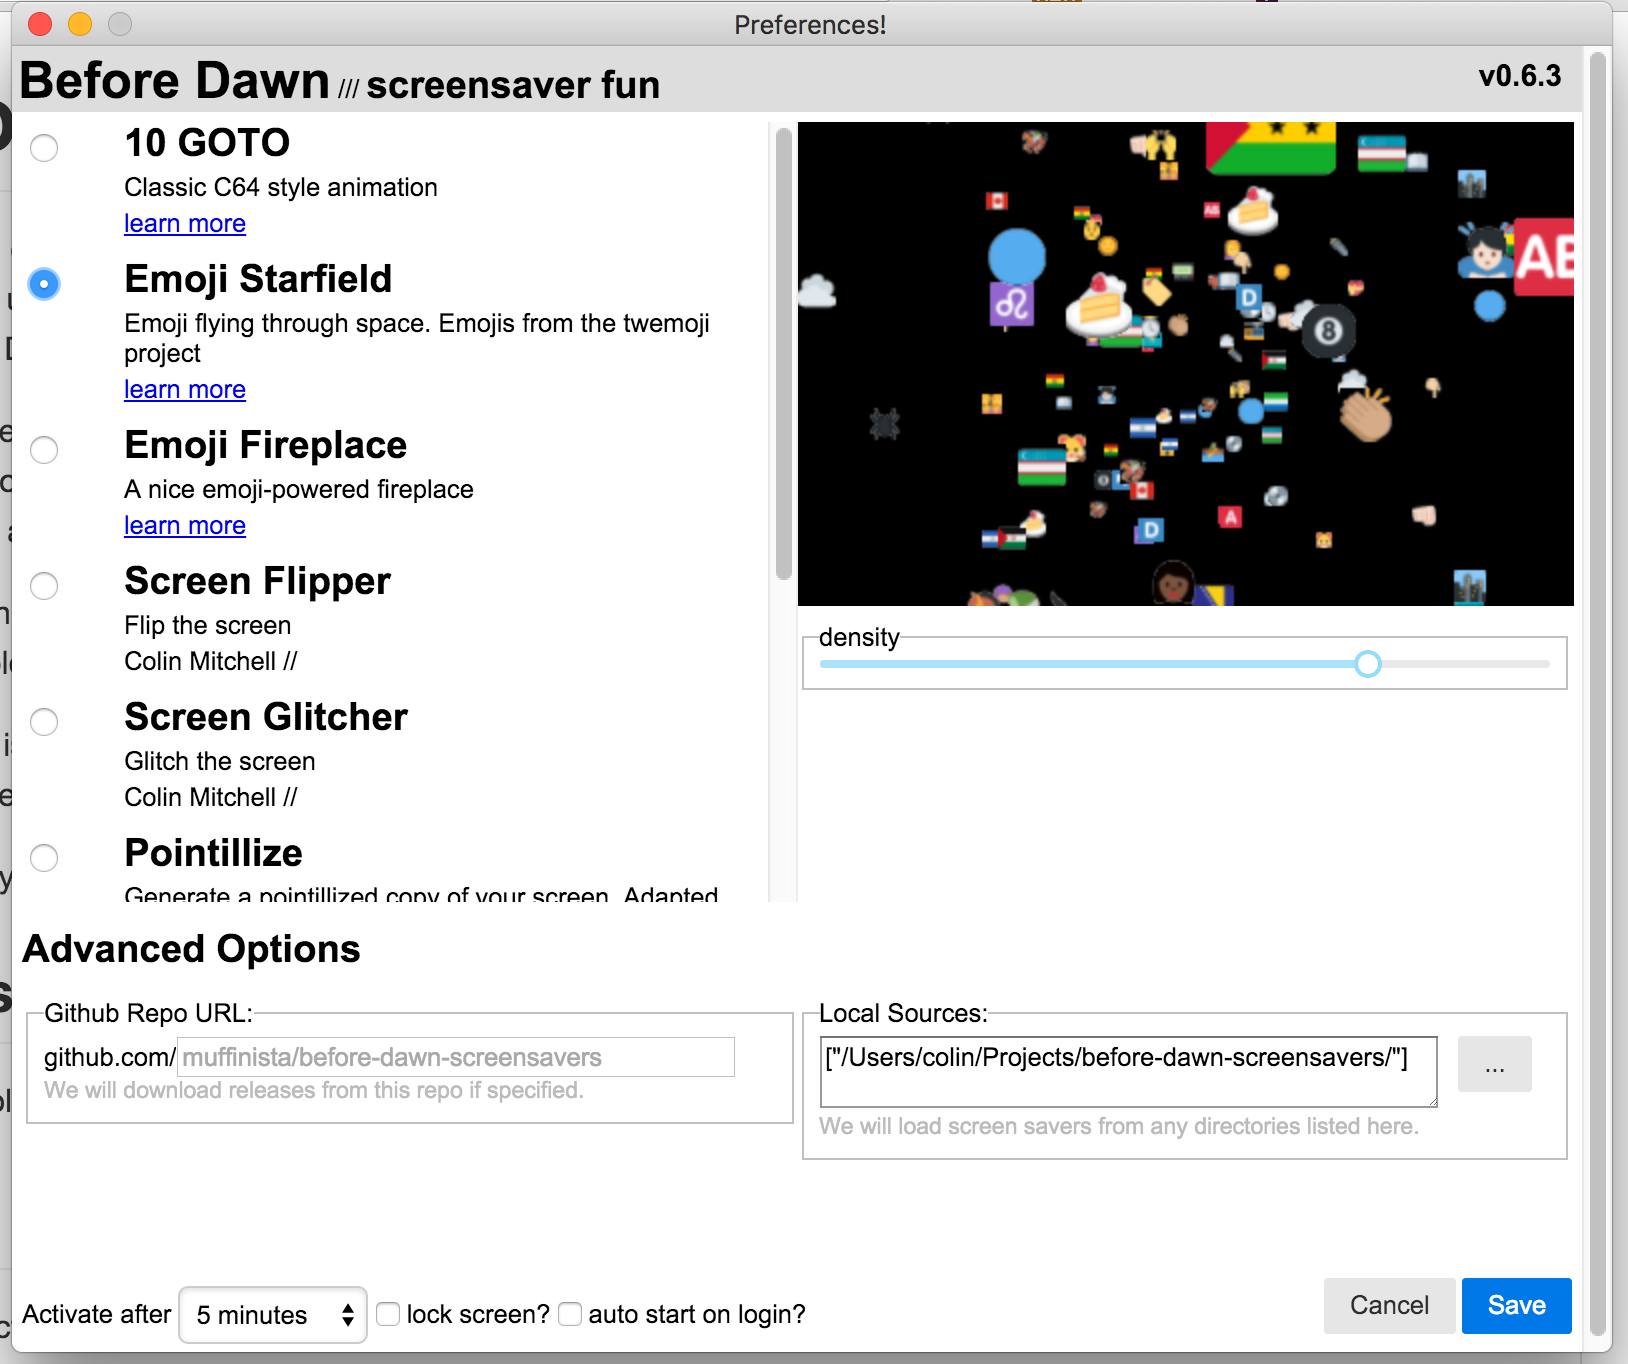 Preferences!
Before Dawn /// screensaver fun
v0.6.3
10 GOTO
Classic C64 style animation
learn more
Emoji Starfield
Emoji flying through space. Emojis from the twemoji
project
learn more
Emoji Fireplace
A nice emoji-powered fireplace
learn more
Screen Flipper
Flip the screen
Colin Mitchell //
Screen Glitcher
Glitch the screen
Colin Mitchell //
Pointillize
Generate a pointillized copy of your screen. Adapted
AB
AB
D
8
A
D
density
Advanced Options
Github Repo URL:
github.com/ muffinista/before-dawn-screensavers
We will download releases from this repo if specified.
Local Sources:
["/Users/colin/Projects/before-dawn-screensavers/"]
...
We will load screen savers from any directories listed here.
Activate after 5 minutes lock screen? auto start on login?
Cancel
Save